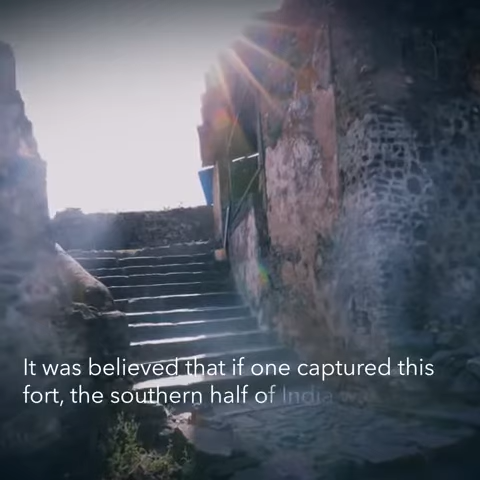 It was believed that if one captured this
fort, the southern half of India